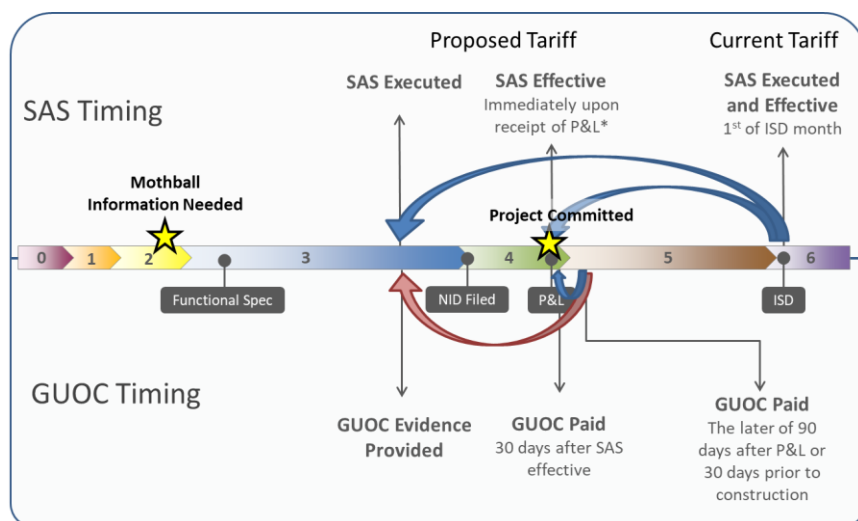 Proposed Tariff
Current Tariff
SAS Timing
SAS Executed
SAS Effective
Immediately upon
receipt of P&L*
SAS Executed
and Effective
1st of ISD month
Mothball
Information Needed
Project Committed
0 1 2 3 4 5 6
Functional Spec
NID Filed
P&L
ISD
GUOC Timing
GUOC Evidence
Provided
GUOC Paid
30 days after SAS
effective
GUOC Paid
The later of 90
days after P&L or
30 days prior to
construction